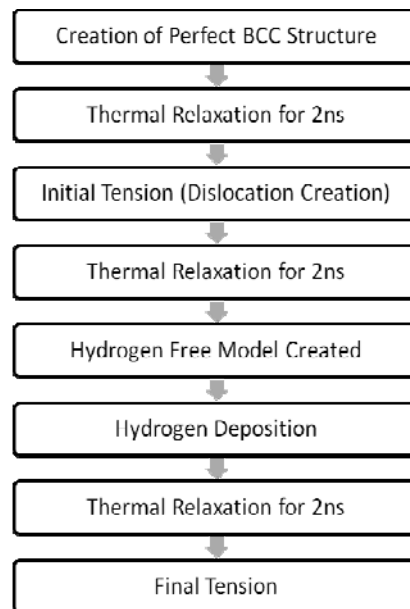 Creation of Perfect BCC Structure
Thermal Relaxation for 2ns
Initial Tension (Dislocation Creation)
Thermal Relaxation for 2ns
Hydrogen Free Model Created
Hydrogen Deposition
Thermal Relaxation for 2ns
Final Tension